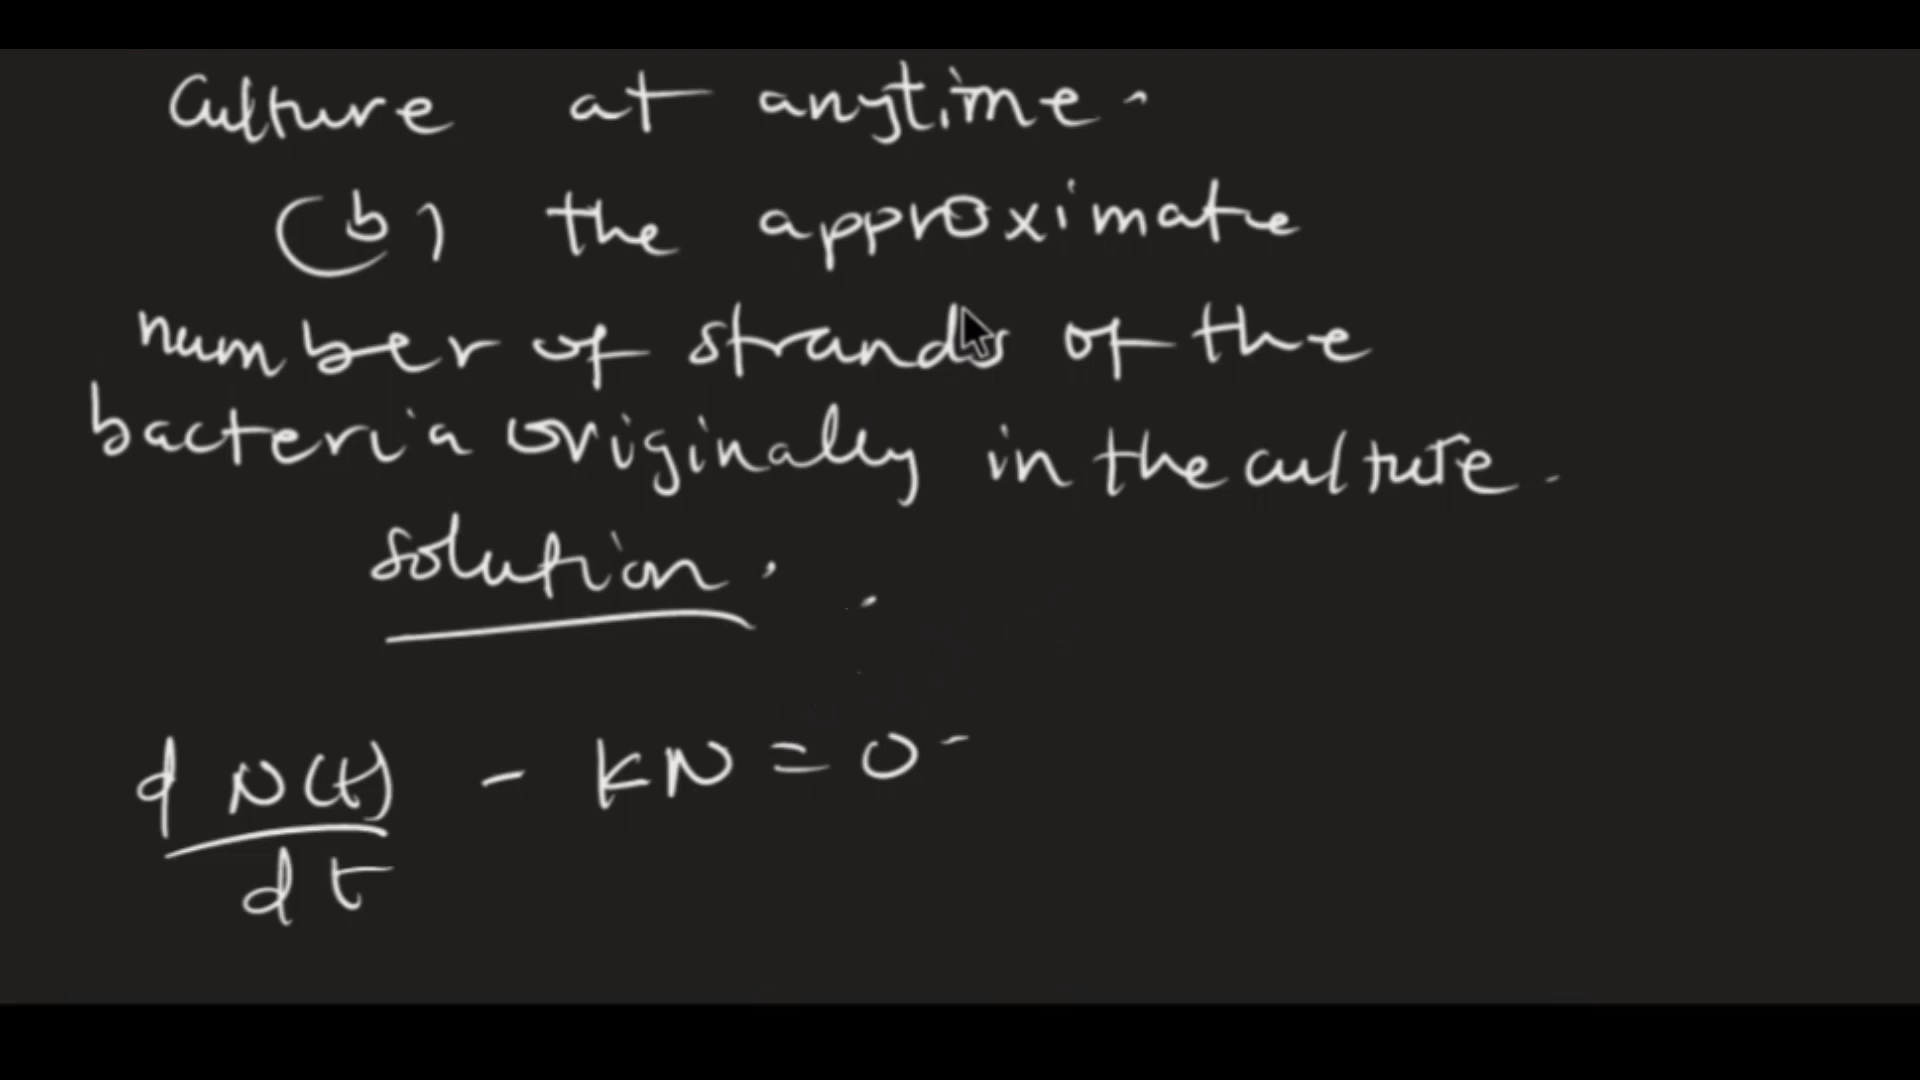 Culture at anytime.
(b) the approximate
number of strands of the
bacteria originally in the culture.
solution.
d N(t) - kN = 0
dt